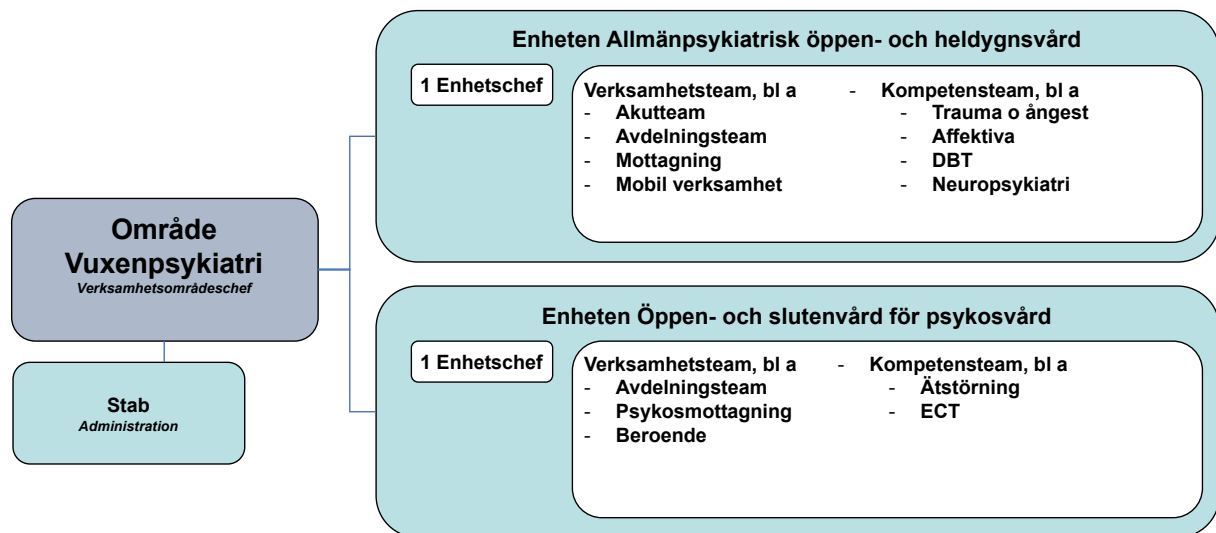 Område
Vuxenpsykiatri
Verksamhetsområdeschef
Stab
Administration
Enheten Allmänpsykiatrisk öppen- och heldygnsvård
1 Enhetschef
Verksamhetsteam, bl a
- Akutteam
- Avdelningsteam
- Mottagning
- Mobil verksamhet
- Kompetensteam, bl a
- Trauma o ångest
- Affektiva
- DBT
- Neuropsykiatri
Enheten Öppen- och slutenvård för psykosvård
1 Enhetschef
Verksamhetsteam, bl a
- Avdelningsteam
- Psykosmottagning
- Beroende
- Kompetensteam, bl a
- Ätstörning
- ECT